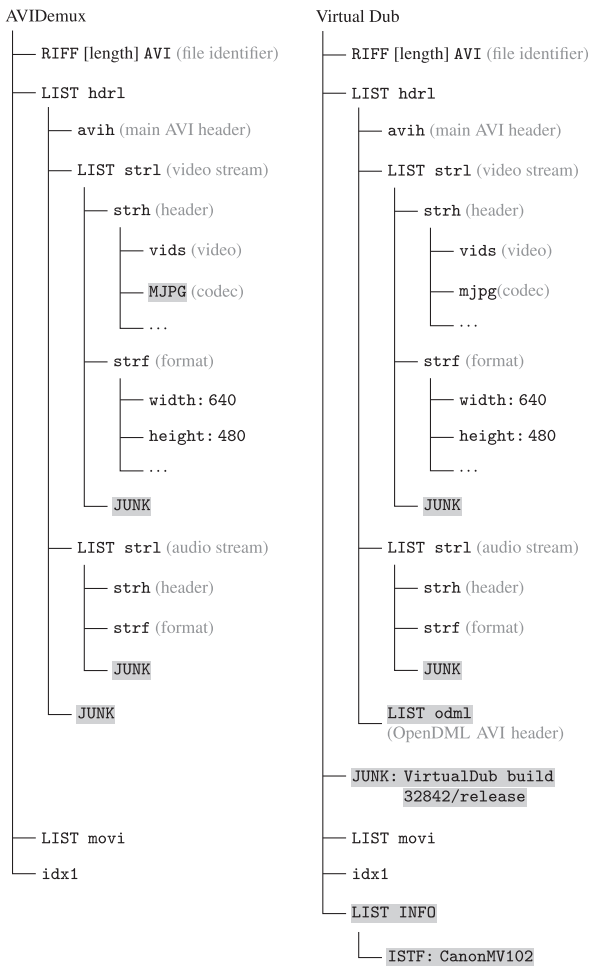 AVIDemux
RIFF [length] AVI (file identifier)
LIST hdrl
avih (main AVI header)
LIST strl (video stream)
strh (header)
vids (video)
MJPG (codec)
...
strf (format)
width: 640
height: 480
...
JUNK
LIST strl (audio stream)
strh (header)
strf (format)
JUNK
JUNK
LIST movi
idx1
Virtual Dub
RIFF [length] AVI (file identifier)
LIST hdrl
avih (main AVI header)
LIST strl (video stream)
strh (header)
vids (video)
mjpg(codec)
...
strf (format)
width: 640
height: 480
...
JUNK
LIST strl (audio stream)
strh (header)
strf (format)
JUNK
LIST odml
(OpenDML AVI header)
JUNK: VirtualDub build
32842/release
LIST movi
idx1
LIST INFO
ISTF: CanonMV102